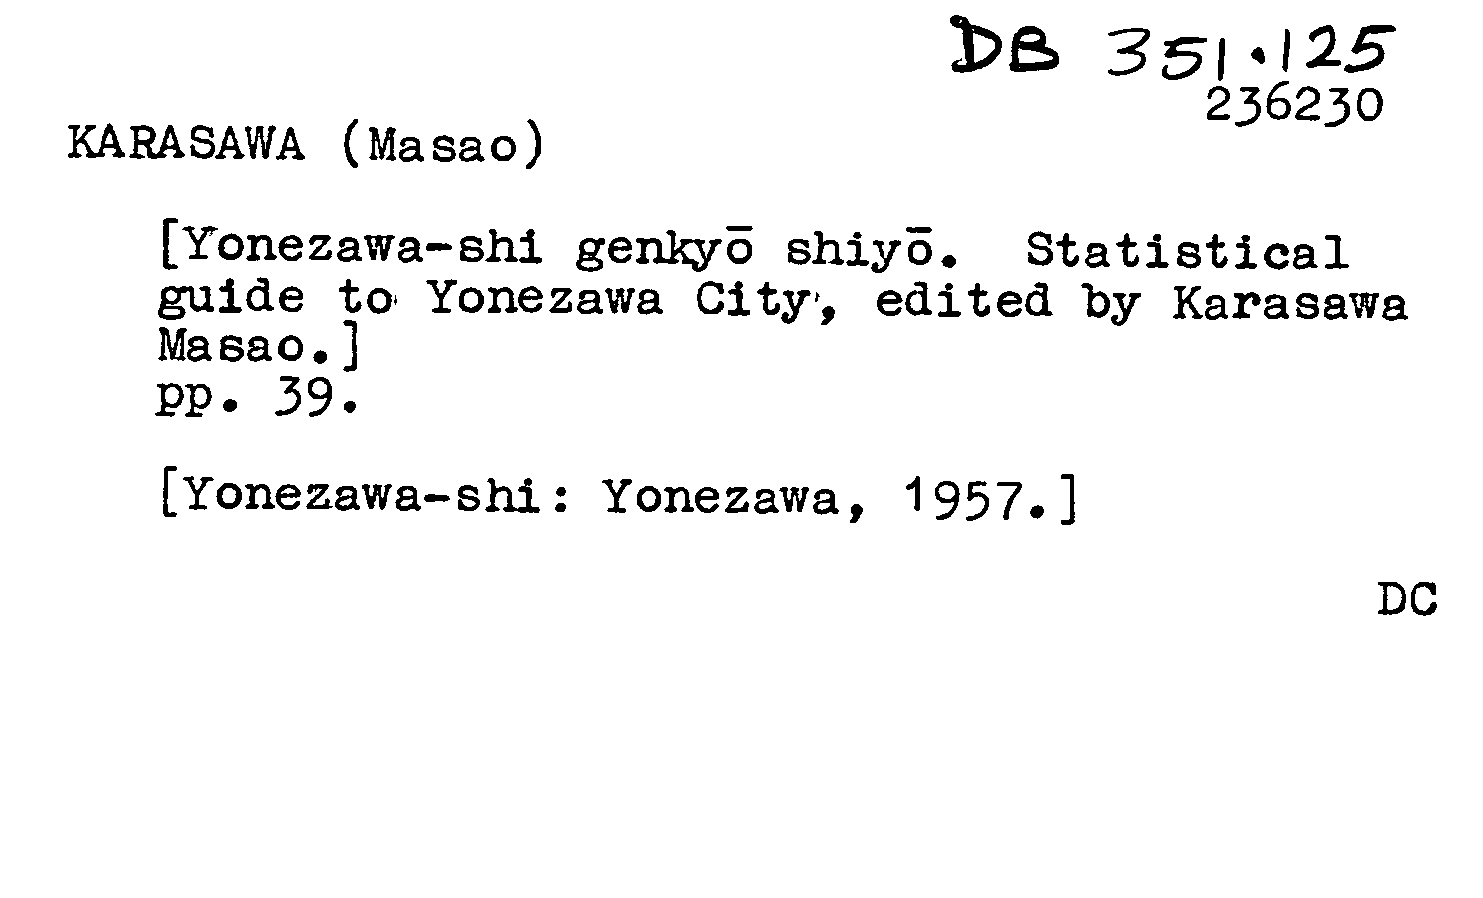 DB 351.125
236230
KARASAWA (Masao)
[Yonezawa-shi genkyō shiyō. Statistical
guide to Yonezawa City, edited by Karasawa
Masao.]
pp. 39.
[Yonezawa-shi: Yonezawa, 1957.]
DC